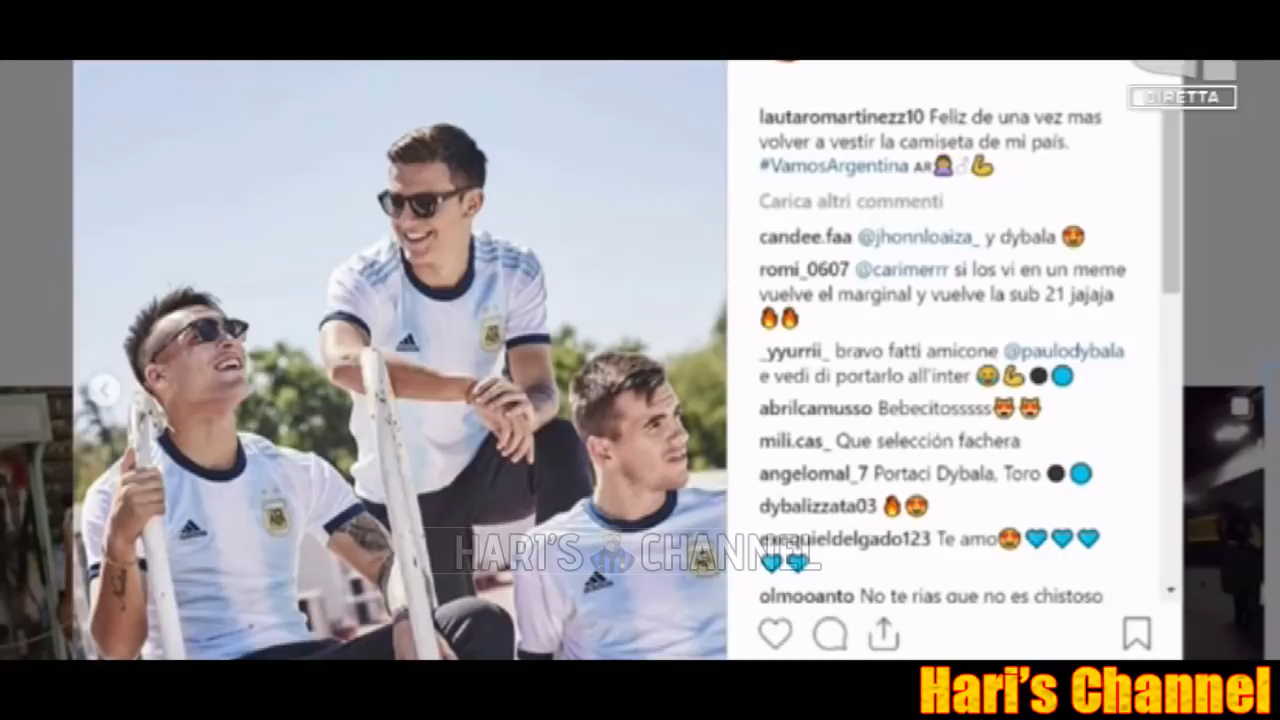 DIRETTA
lautaromartinezz10 Feliz de una vez mas
volver a vestir la camiseta de mi país.
#VamosArgentina AR🤦‍♀️♂💪
Carica altri commenti
candee.faa @jhonnloaiza_ y dybala 😍
romi_0607 @carimerrr si los vi en un meme
vuelve el marginal y vuelve la sub 21 jajaja
🔥🔥
_yyurrii_ bravo fatti amicone @paulodybala
e vedi di portarlo all'inter 😂💪⚫🔵
abrilcamusso Bebecitosssss😻😻
mili.cas_ Que selección fachera
angelomal_7 Portaci Dybala, Toro ⚫🔵
dybalizzata03 🔥😍
exequieldelgado123 Te amo😍💙💙💙
💙💙
olmooanto No te rias que no es chistoso
HARI'S CHANNEL
Hari's Channel